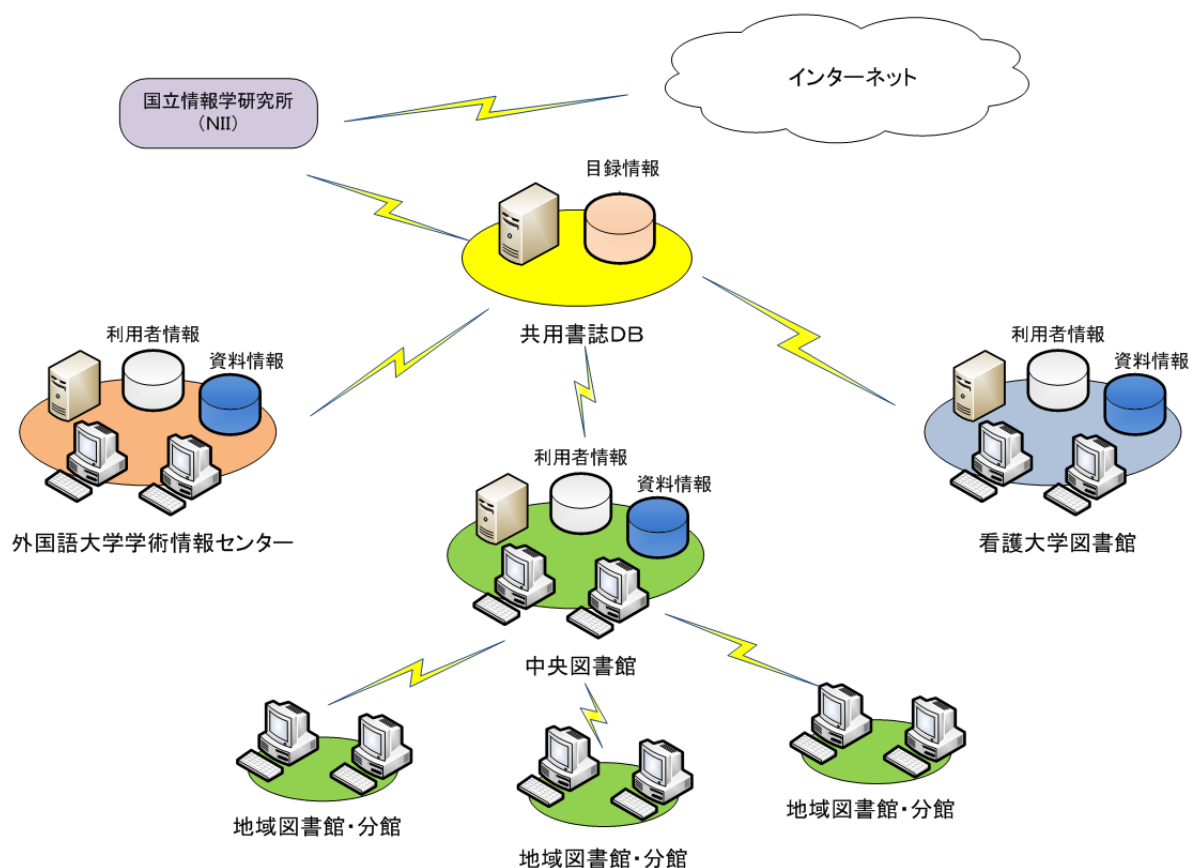 インターネット
国立情報学研究所
(NII)
目録情報
共用書誌DB
利用者情報
資料情報
外国語大学学術情報センター
利用者情報
資料情報
看護大学図書館
利用者情報
資料情報
中央図書館
地域図書館・分館
地域図書館・分館
地域図書館・分館